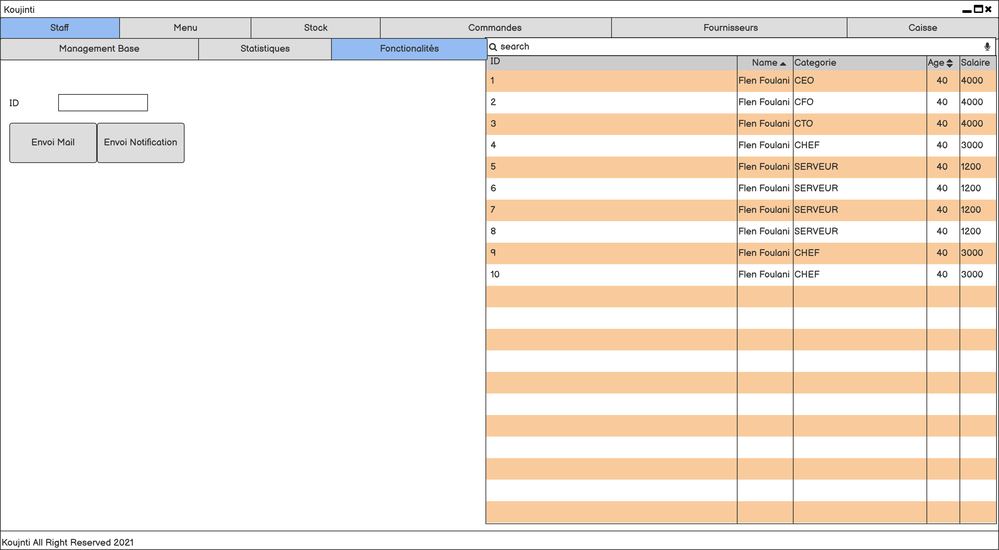 Koujinti
Staff Menu Stock Commandes Fournisseurs Caisse
Management Base Statistiques Fonctionalités search
ID Name Categorie Age Salaire
1 Flen Foulani CEO 40 4000
2 Flen Foulani CFO 40 4000
3 Flen Foulani CTO 40 4000
4 Flen Foulani CHEF 40 3000
5 Flen Foulani SERVEUR 40 1200
6 Flen Foulani SERVEUR 40 1200
7 Flen Foulani SERVEUR 40 1200
8 Flen Foulani SERVEUR 40 1200
9 Flen Foulani CHEF 40 3000
10 Flen Foulani CHEF 40 3000
ID
Envoi Mail Envoi Notification
Koujnti All Right Reserved 2021